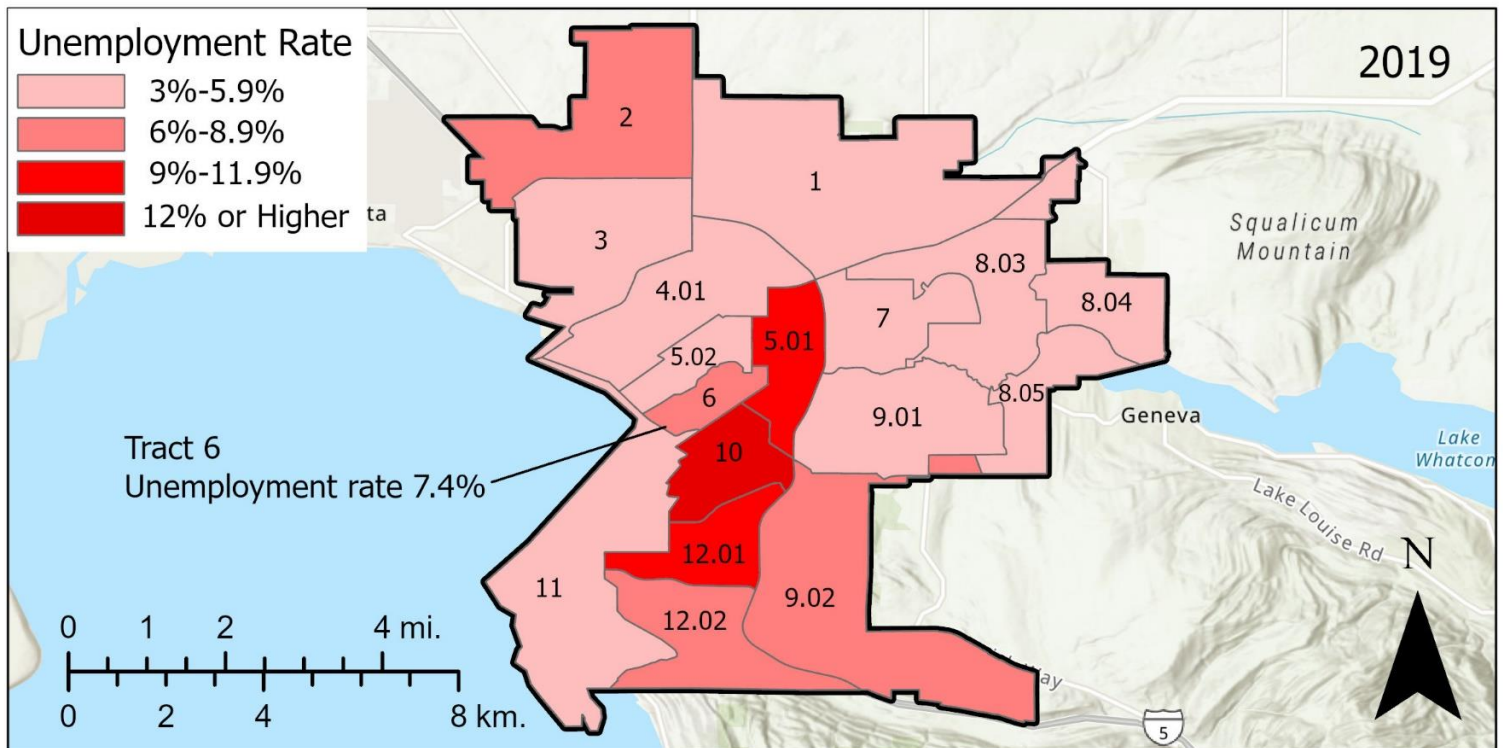 Unemployment Rate
3%-5.9%
6%-8.9%
9%-11.9%
12% or Higher
2019
ta
2
1
3
Squalicum
Mountain
8.03
4.01
8.04
7
5.01
5.02
8.05
6
9.01
Geneva
Tract 6
Unemployment rate 7.4%
10
Lake
Whatcom
Lake Louise Rd
N
12.01
11
9.02
12.02
0 1 2 4 mi.
0 2 4 8 km.
Way
5